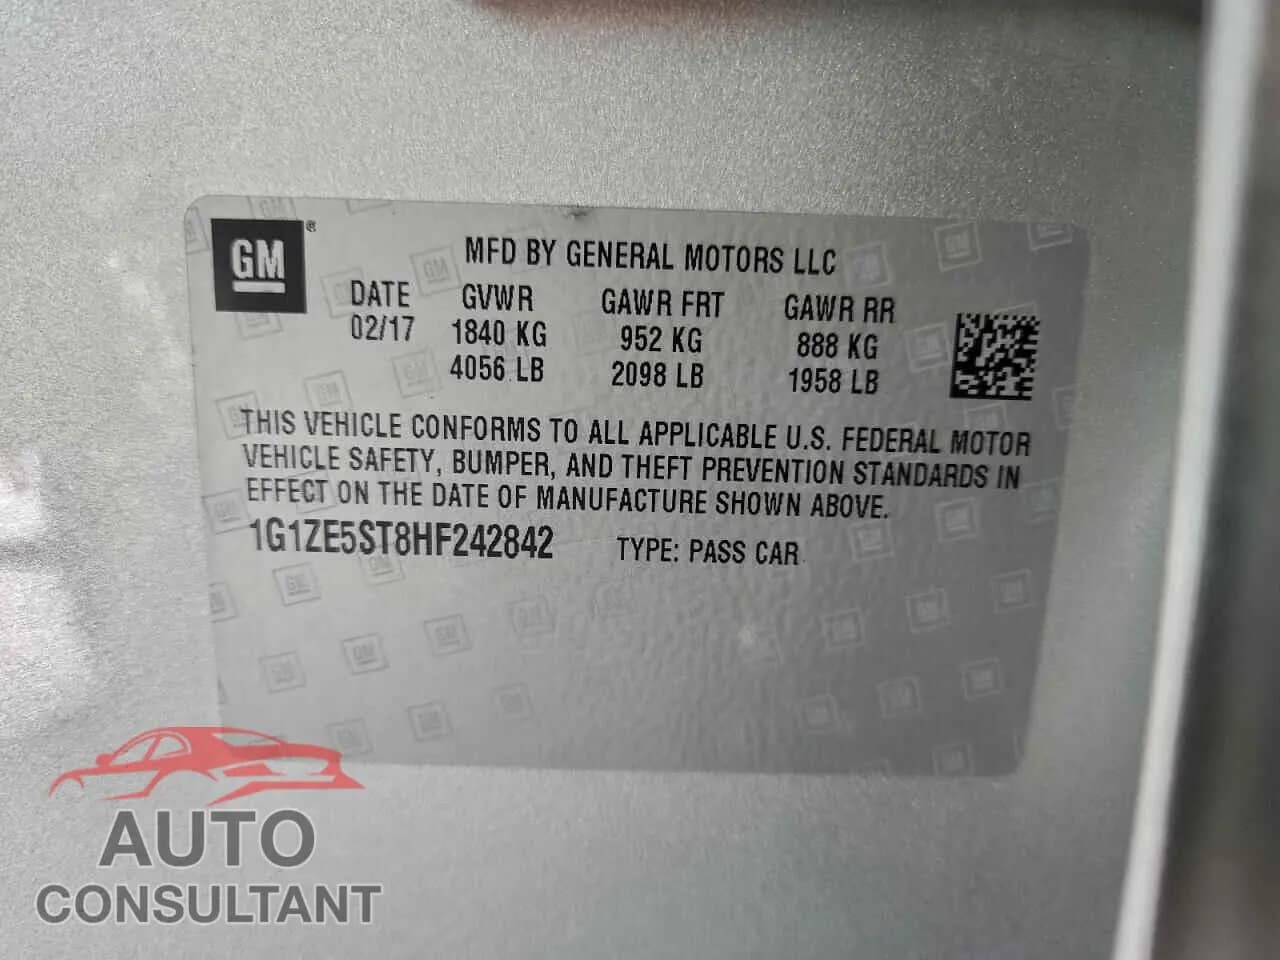 GM ®
MFD BY GENERAL MOTORS LLC
DATE GVWR GAWR FRT GAWR RR
02/17 1840 KG 952 KG 888 KG
4056 LB 2098 LB 1958 LB
THIS VEHICLE CONFORMS TO ALL APPLICABLE U.S. FEDERAL MOTOR
VEHICLE SAFETY, BUMPER, AND THEFT PREVENTION STANDARDS IN
EFFECT ON THE DATE OF MANUFACTURE SHOWN ABOVE.
1G1ZE5ST8HF242842 TYPE: PASS CAR
AUTO
CONSULTANT